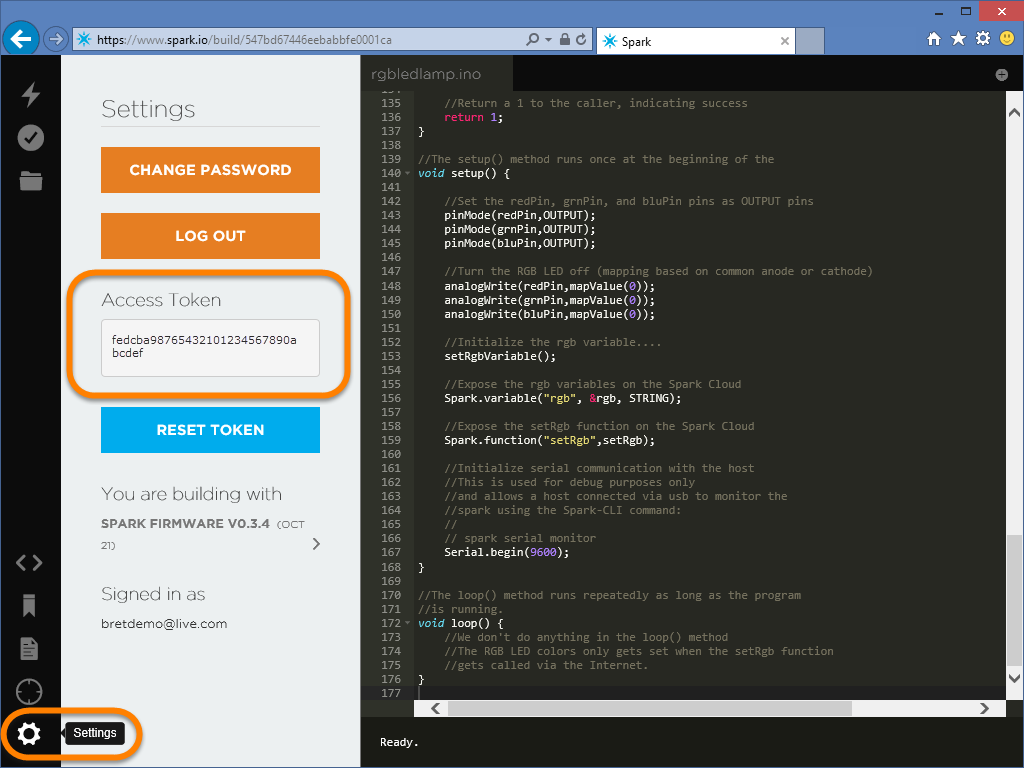 https://www.spark.io/build/547bd67446eebabbfe0001ca
Spark
Settings
CHANGE PASSWORD
LOG OUT
Access Token
fedcba98765432101234567890a
bcdef
RESET TOKEN
You are building with
SPARK FIRMWARE V0.3.4 (OCT
21)
Signed in as
bretdemo@live.com
Settings
rgbledlamp.ino
134
135 //Return a 1 to the caller, indicating success
136 return 1;
137 }
138
139 //The setup() method runs once at the beginning of the
140 void setup() {
141
142 //Set the redPin, grnPin, and bluPin pins as OUTPUT pins
143 pinMode(redPin,OUTPUT);
144 pinMode(grnPin,OUTPUT);
145 pinMode(bluPin,OUTPUT);
146
147 //Turn the RGB LED off (mapping based on common anode or cathode)
148 analogWrite(redPin,mapValue(0));
149 analogWrite(grnPin,mapValue(0));
150 analogWrite(bluPin,mapValue(0));
151
152 //Initialize the rgb variable....
153 setRgbVariable();
154
155 //Expose the rgb variables on the Spark Cloud
156 Spark.variable("rgb", &rgb, STRING);
157
158 //Expose the setRgb function on the Spark Cloud
159 Spark.function("setRgb",setRgb);
160
161 //Initialize serial communication with the host
162 //This is used for debug purposes only
163 //and allows a host connected via usb to monitor the
164 //spark using the Spark-CLI command:
165 //
166 // spark serial monitor
167 Serial.begin(9600);
168 }
169
170 //The loop() method runs repeatedly as long as the program
171 //is running.
172 void loop() {
173 //We don't do anything in the loop() method
174 //The RGB LED colors only gets set when the setRgb function
175 //gets called via the Internet.
176 }
177
Ready.